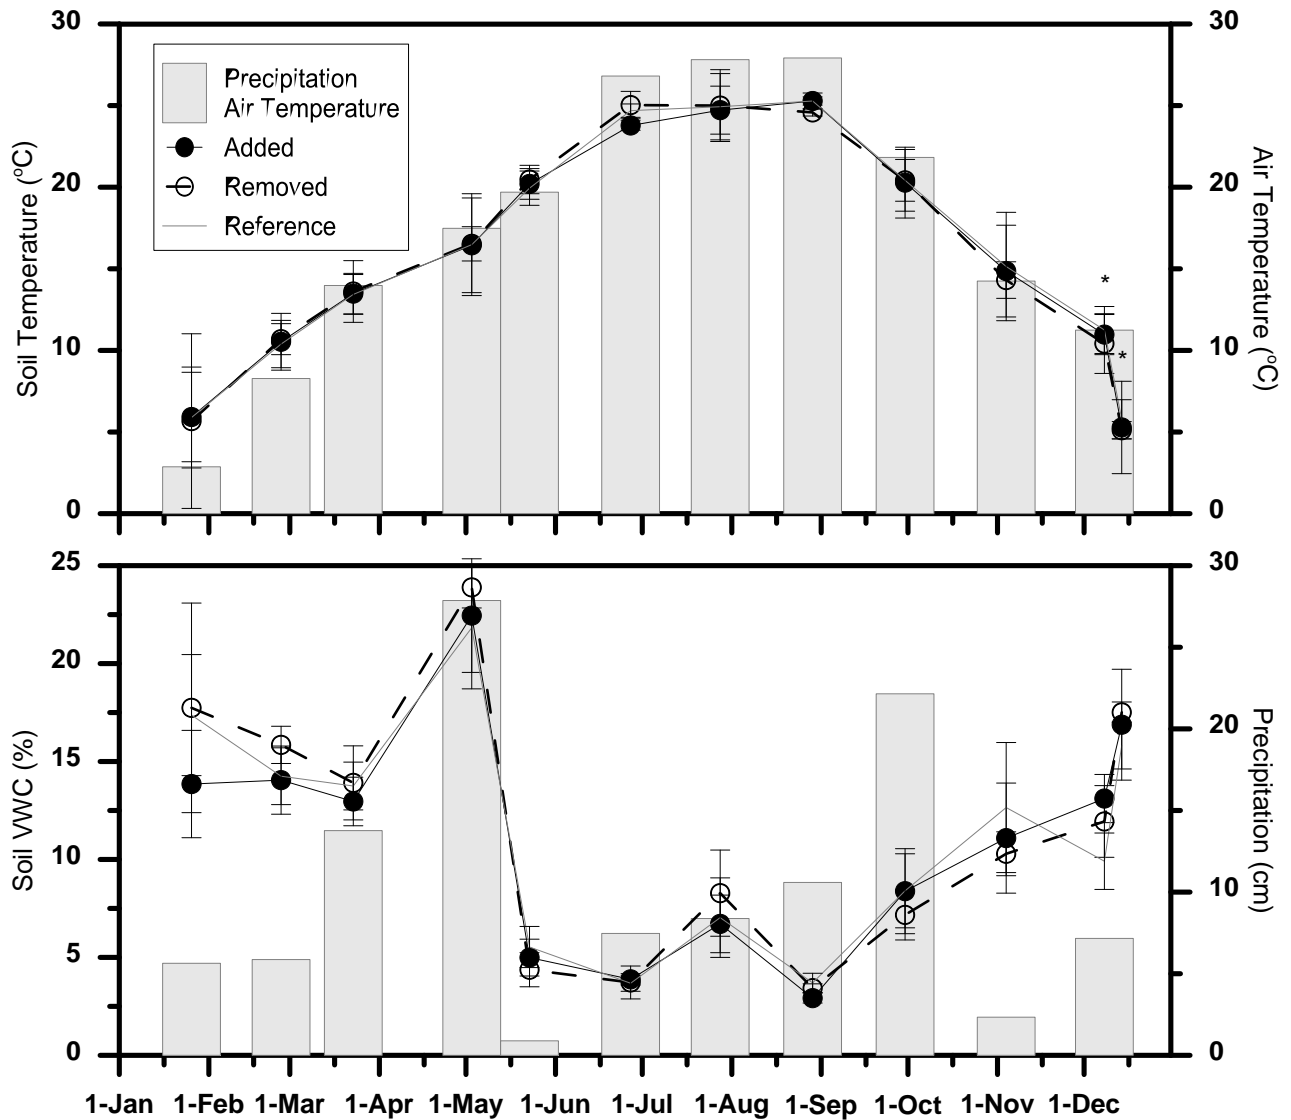 30
20
10
0
Soil Temperature (°C)
Precipitation
Air Temperature
Added
Removed
Reference
*
*
30
20
10
0
Air Temperature (°C)
25
20
15
10
5
0
Soil VWC (%)
30
20
10
0
Precipitation (cm)
1-Jan 1-Feb 1-Mar 1-Apr 1-May 1-Jun 1-Jul 1-Aug 1-Sep 1-Oct 1-Nov 1-Dec